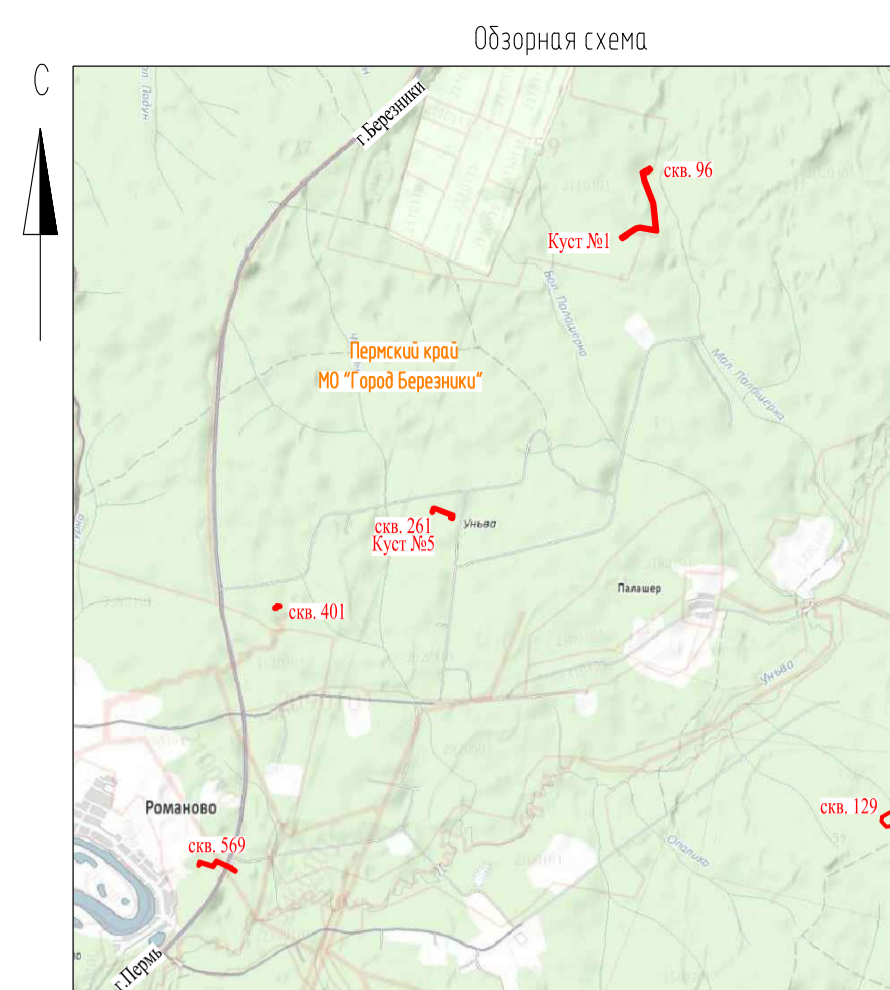 Обзорная схема
С
г.Березники
скв. 96
Куст №1
Бол. Палашерка
Пермский край
МО "Город Березники"
Мал. Палашерка
скв. 261
Куст №5
Уньва
Палашер
скв. 401
Уньва
Романово
скв. 129
скв. 569
г.Пермь